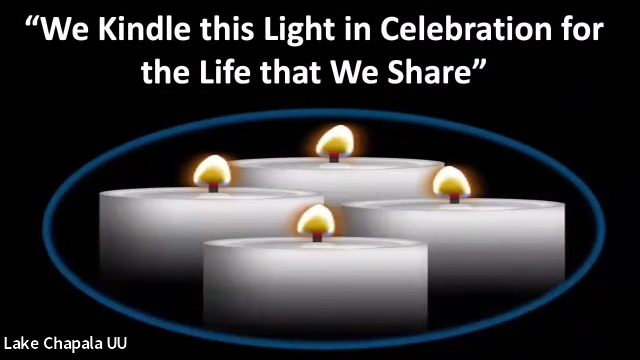 “We Kindle this Light in Celebration for
the Life that We Share”
Lake Chapala UU